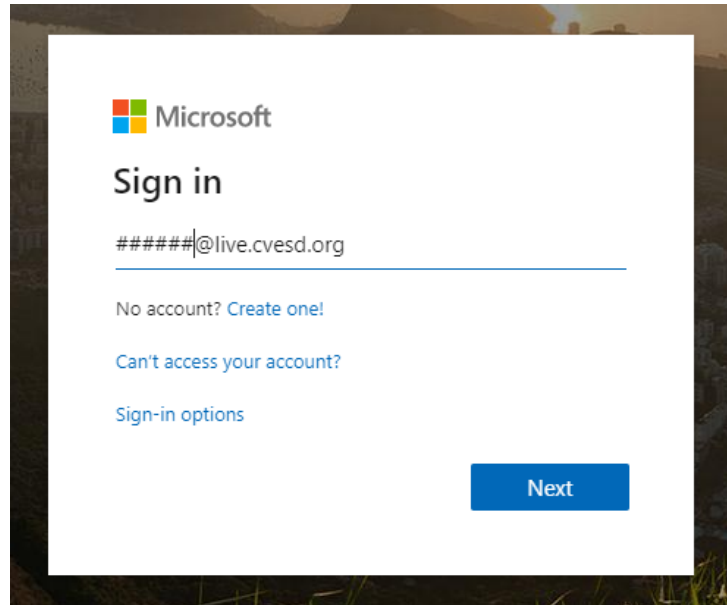 Microsoft
Sign in
######@live.cvesd.org
No account? Create one!
Can't access your account?
Sign-in options
Next